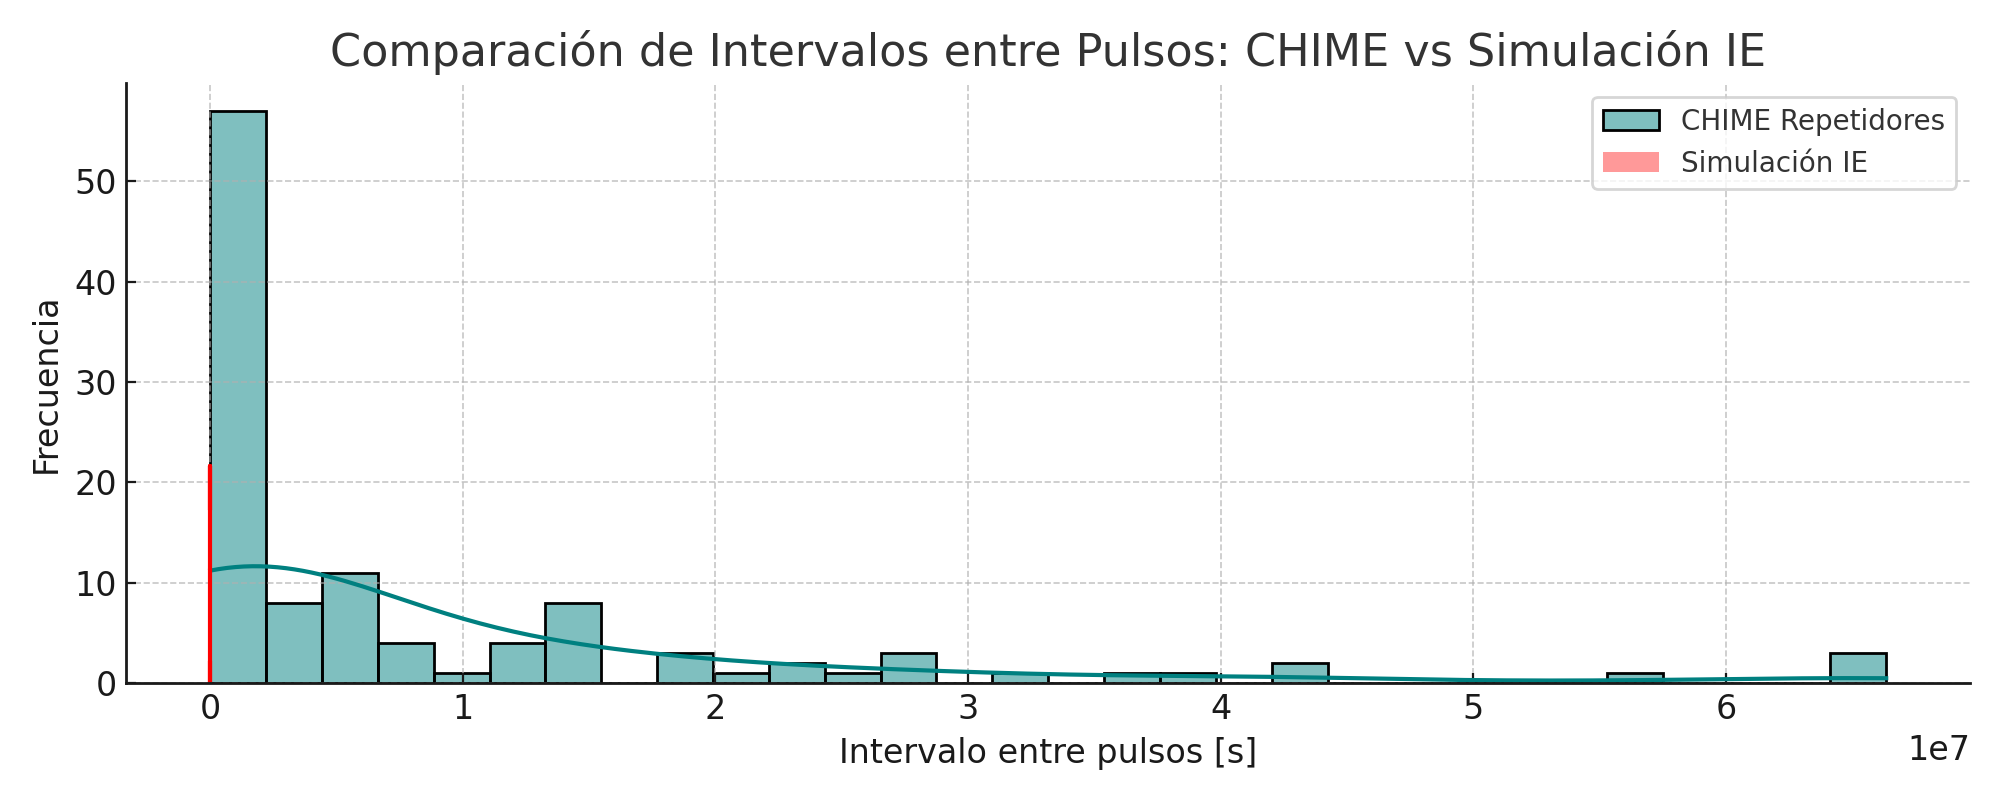 Comparación de Intervalos entre Pulsos: CHIME vs Simulación IE
CHIME Repetidores
Simulación IE
Frecuencia
50
40
30
20
10
0
0 1 2 3 4 5 6
1e7
Intervalo entre pulsos [s]